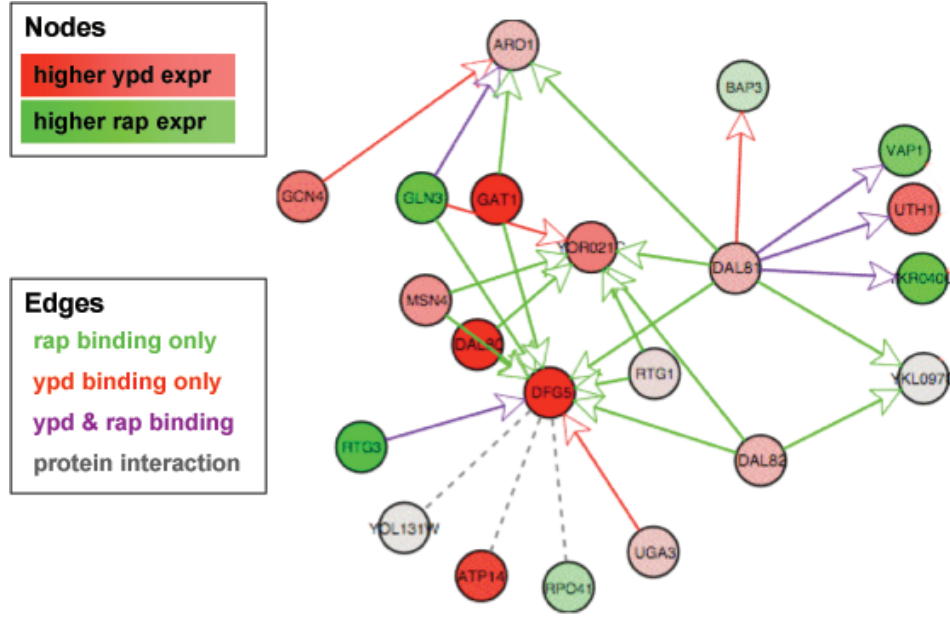 Nodes
higher ypd expr
higher rap expr
Edges
rap binding only
ypd binding only
ypd & rap binding
protein interaction
ARO1
BAP3
VAP1
GCN4
GLN3
GAT1
UTH1
YOR021C
DAL81
MSN4
DAL80
RTG1
DFG5
RTG3
DAL82
YOL131W
UGA3
ATP14
RPO41